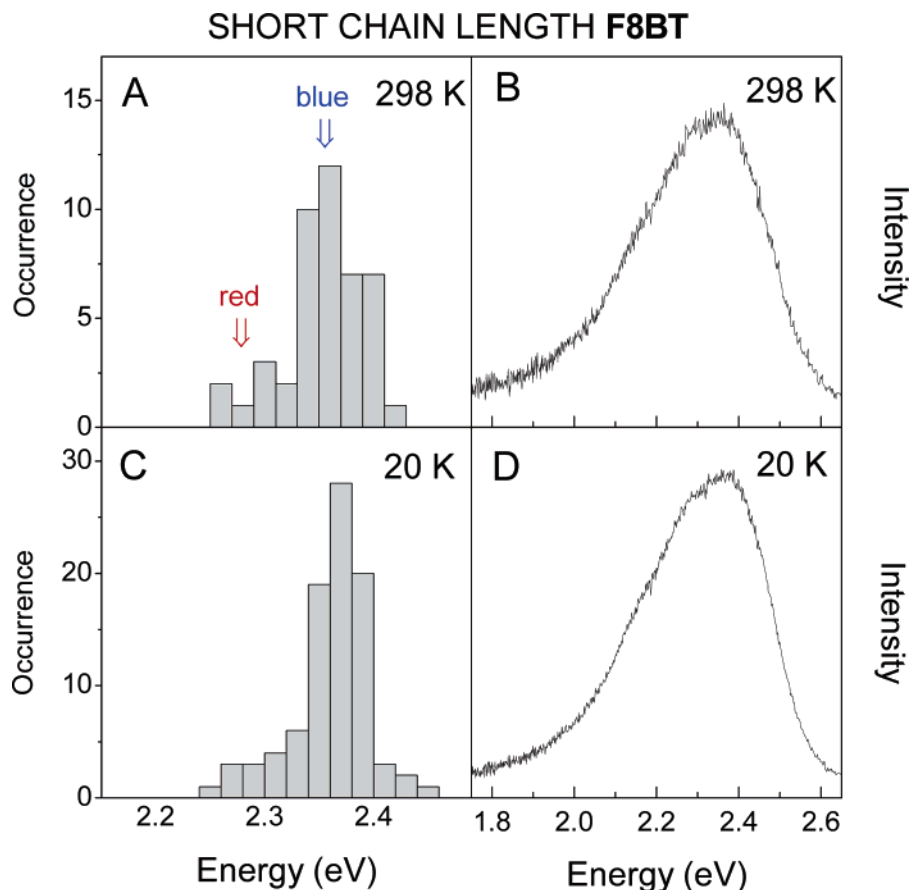 SHORT CHAIN LENGTH F8BT
A
blue
298 K
B
298 K
15
10
5
0
Occurrence
red
⇓
⇓
Intensity
C
20 K
D
20 K
30
20
10
0
Occurrence
Intensity
2.2 2.3 2.4
1.8 2.0 2.2 2.4 2.6
Energy (eV)
Energy (eV)